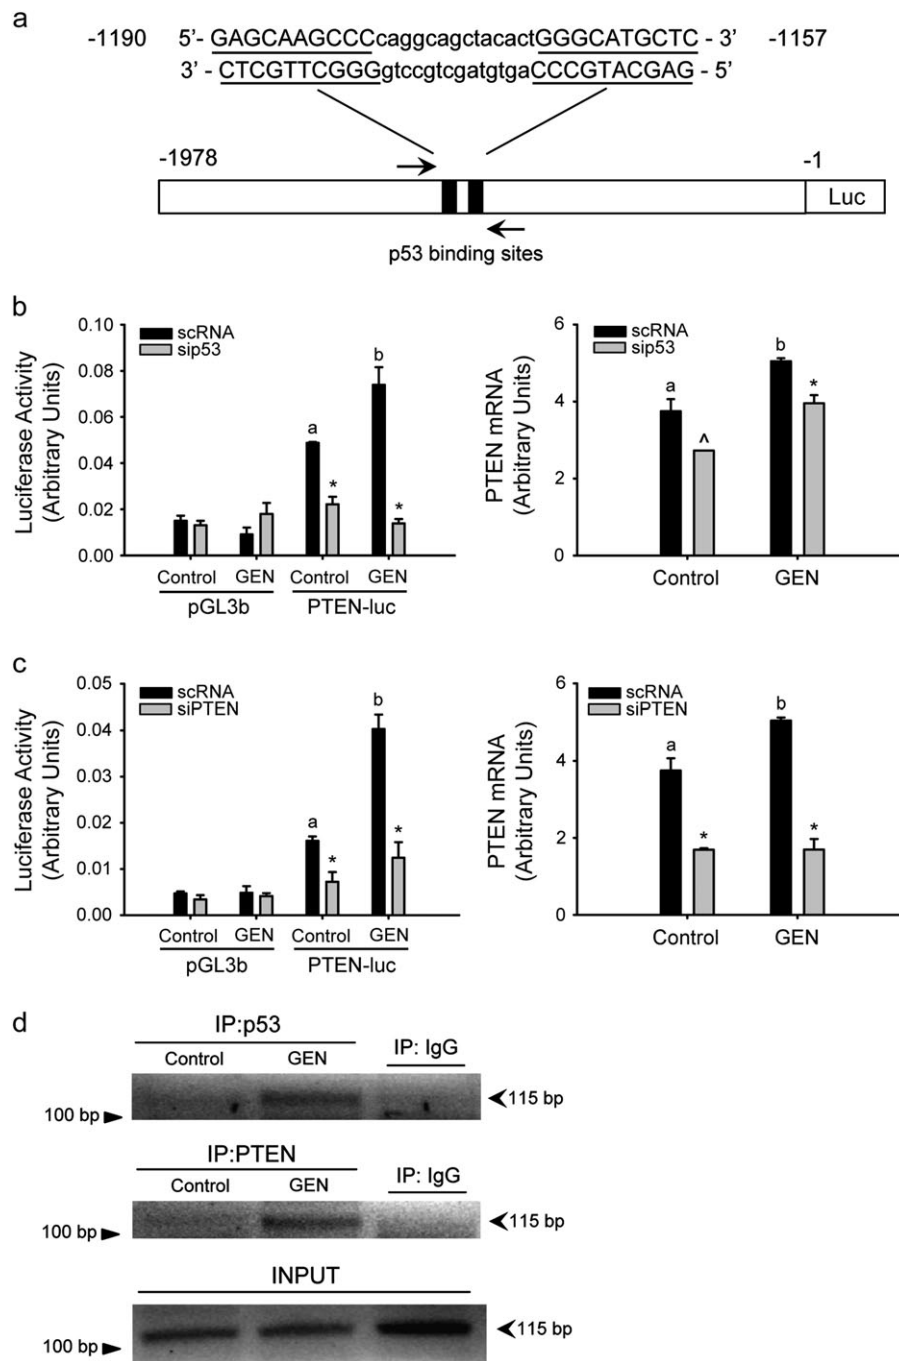 a
-1190 5’- GAGCAAGCCCcaggcagctacactGGGCATGCTC - 3’ -1157
3’ - CTCGTTCGGGgtccgtcgatgtgaCCCGTACGAG - 5’
-1978 -1
Luc
p53 binding sites
b
scRNA
sip53
Luciferase Activity
(Arbitrary Units)
0.10
0.08
0.06
0.04
0.02
0.00
a
*
b
*
Control GEN Control GEN
pGL3b PTEN-luc
scRNA
sip53
PTEN mRNA
(Arbitrary Units)
6
4
2
0
a
^
b
*
Control GEN
c
scRNA
siPTEN
Luciferase Activity
(Arbitrary Units)
0.05
0.04
0.03
0.02
0.01
0.00
a
*
b
*
Control GEN Control GEN
pGL3b PTEN-luc
scRNA
siPTEN
PTEN mRNA
(Arbitrary Units)
6
4
2
0
a
*
b
*
Control GEN
d
IP:p53
Control GEN IP: IgG
115 bp
100 bp
IP:PTEN
Control GEN IP: IgG
115 bp
100 bp
INPUT
115 bp
100 bp